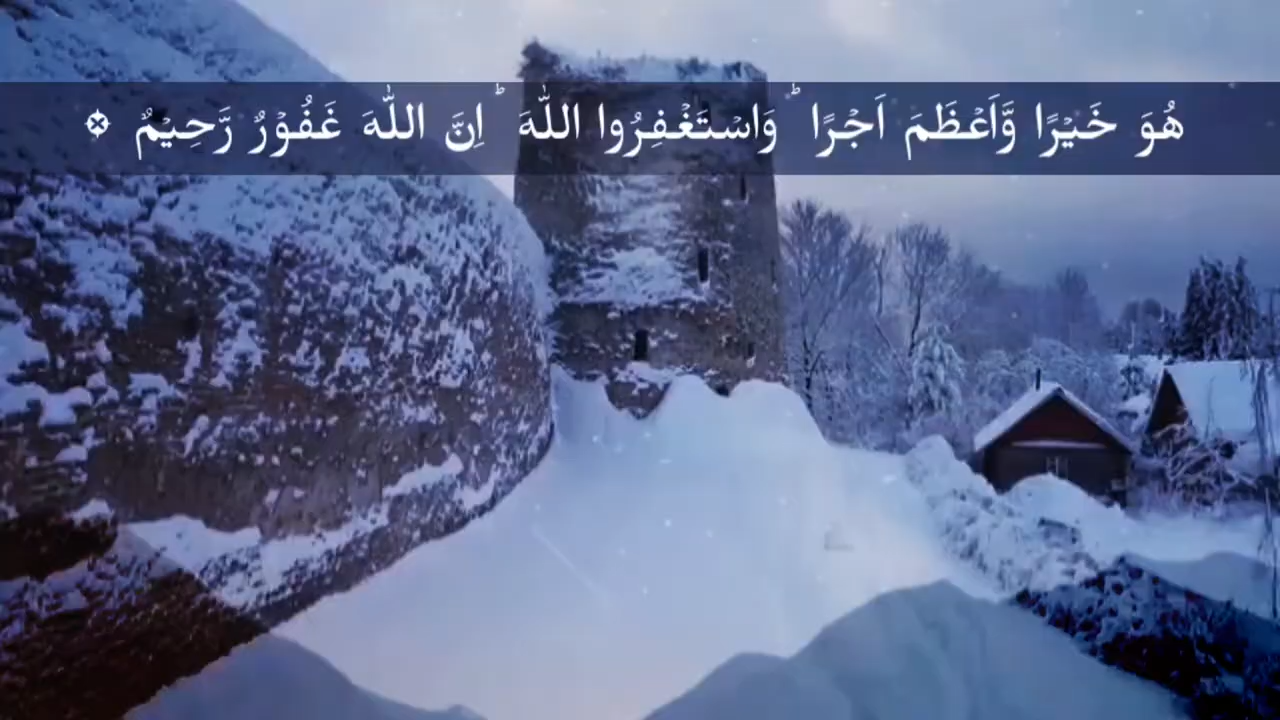 هُوَ خَيۡرًا وَّاَعۡظَمَ اَجۡرًا‌ ؕ وَاسۡتَغۡفِرُوا اللّٰهَ ‌ؕ اِنَّ اللّٰهَ غَفُوۡرٌ رَّحِيۡمٌ‏ ۞